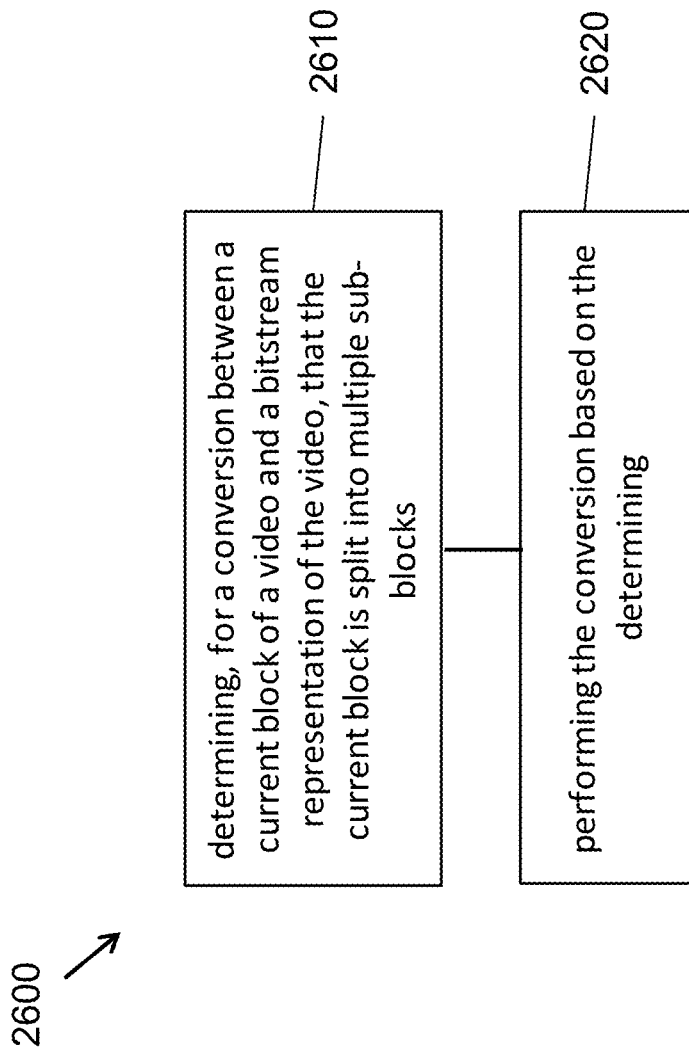 2600
determining, for a conversion between a
current block of a video and a bitstream
representation of the video, that the
current block is split into multiple sub-
blocks
2610
performing the conversion based on the
determining
2620